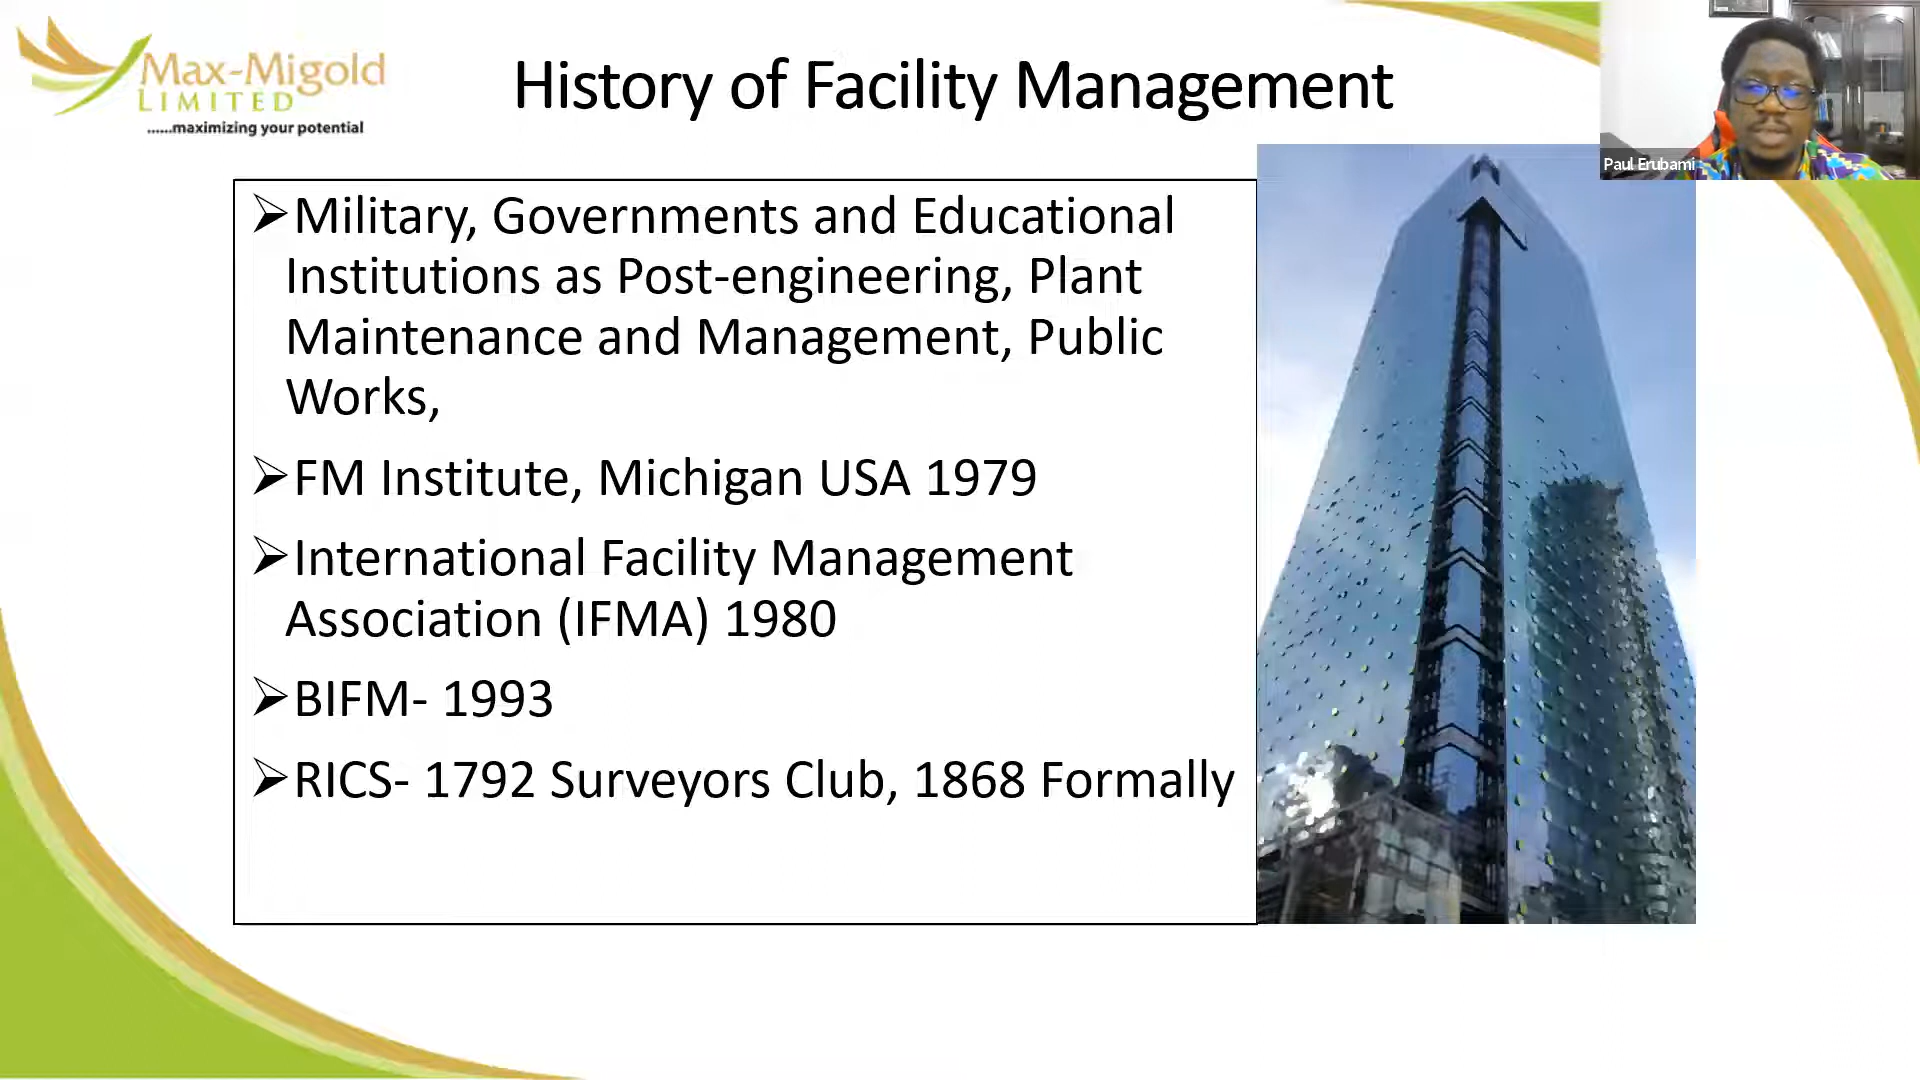 Max-Migold
LIMITED
......maximizing your potential
History of Facility Management
Paul Erubami
➢Military, Governments and Educational
Institutions as Post-engineering, Plant
Maintenance and Management, Public
Works,
➢FM Institute, Michigan USA 1979
➢International Facility Management
Association (IFMA) 1980
➢BIFM- 1993
➢RICS- 1792 Surveyors Club, 1868 Formally